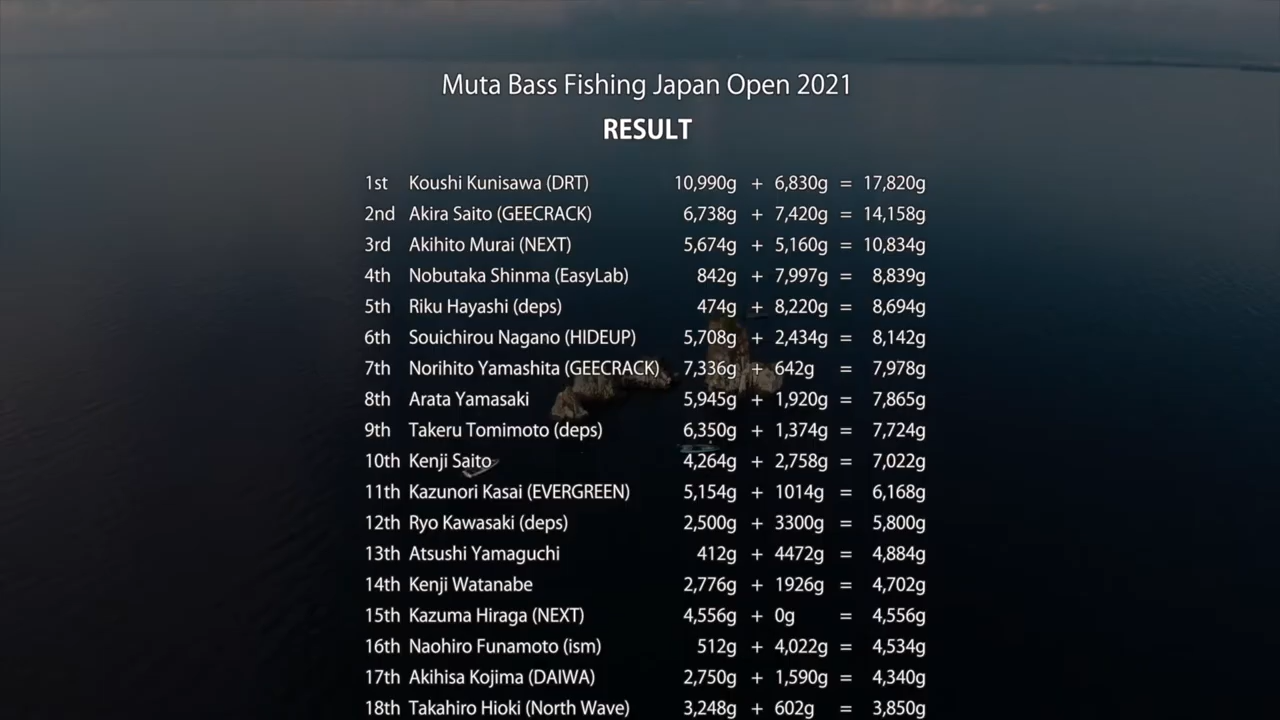 Muta Bass Fishing Japan Open 2021
RESULT
1st Koushi Kunisawa (DRT) 10,990g + 6,830g = 17,820g
2nd Akira Saito (GEECRACK) 6,738g + 7,420g = 14,158g
3rd Akihito Murai (NEXT) 5,674g + 5,160g = 10,834g
4th Nobutaka Shinma (EasyLab) 842g + 7,997g = 8,839g
5th Riku Hayashi (deps) 474g + 8,220g = 8,694g
6th Souichirou Nagano (HIDEUP) 5,708g + 2,434g = 8,142g
7th Norihito Yamashita (GEECRACK) 7,336g + 642g = 7,978g
8th Arata Yamasaki 5,945g + 1,920g = 7,865g
9th Takeru Tomimoto (deps) 6,350g + 1,374g = 7,724g
10th Kenji Saito 4,264g + 2,758g = 7,022g
11th Kazunori Kasai (EVERGREEN) 5,154g + 1014g = 6,168g
12th Ryo Kawasaki (deps) 2,500g + 3300g = 5,800g
13th Atsushi Yamaguchi 412g + 4472g = 4,884g
14th Kenji Watanabe 2,776g + 1926g = 4,702g
15th Kazuma Hiraga (NEXT) 4,556g + 0g = 4,556g
16th Naohiro Funamoto (ism) 512g + 4,022g = 4,534g
17th Akihisa Kojima (DAIWA) 2,750g + 1,590g = 4,340g
18th Takahiro Hioki (North Wave) 3,248g + 602g = 3,850g